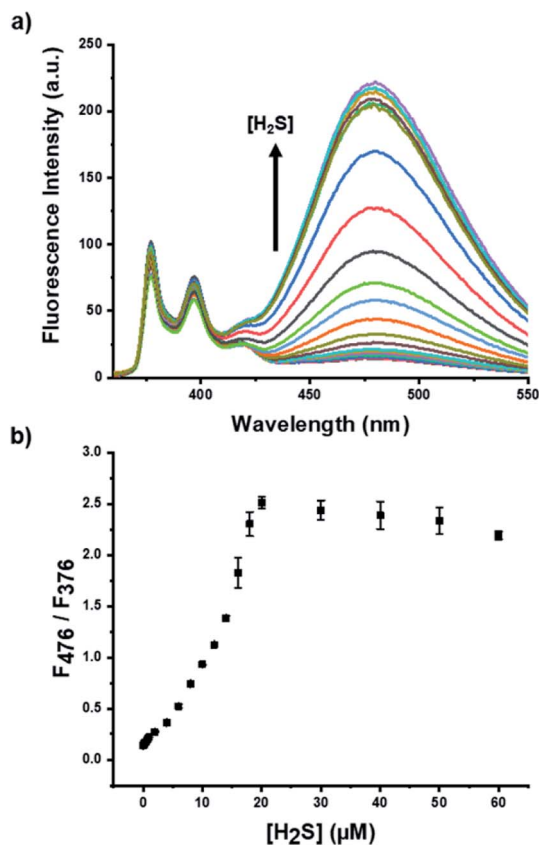 a)
250
200
150
100
50
0
Fluorescence Intensity (a.u.)
[H₂S]
400 450 500 550
Wavelength (nm)
b)
3.0
2.5
2.0
1.5
1.0
0.5
0.0
F₄₇₆ / F₃₇₆
0 10 20 30 40 50 60
[H₂S] (µM)